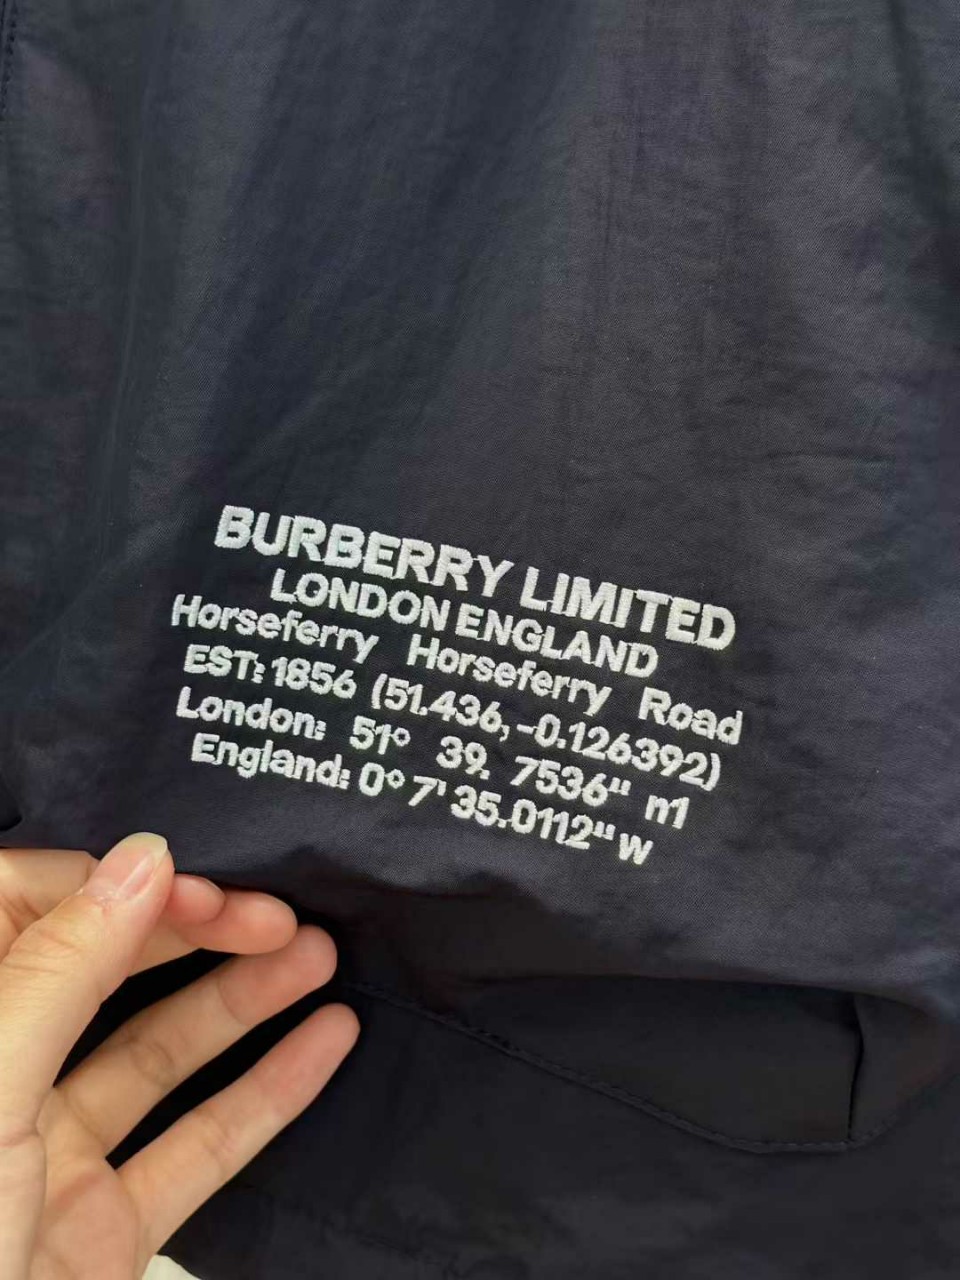 BURBERRY LIMITED
LONDON ENGLAND
Horseferry Horseferry Road
EST: 1856 (51.436,-0.126392)
London: 51° 39. 7536" n1
England: 0° 7' 35.0112" W